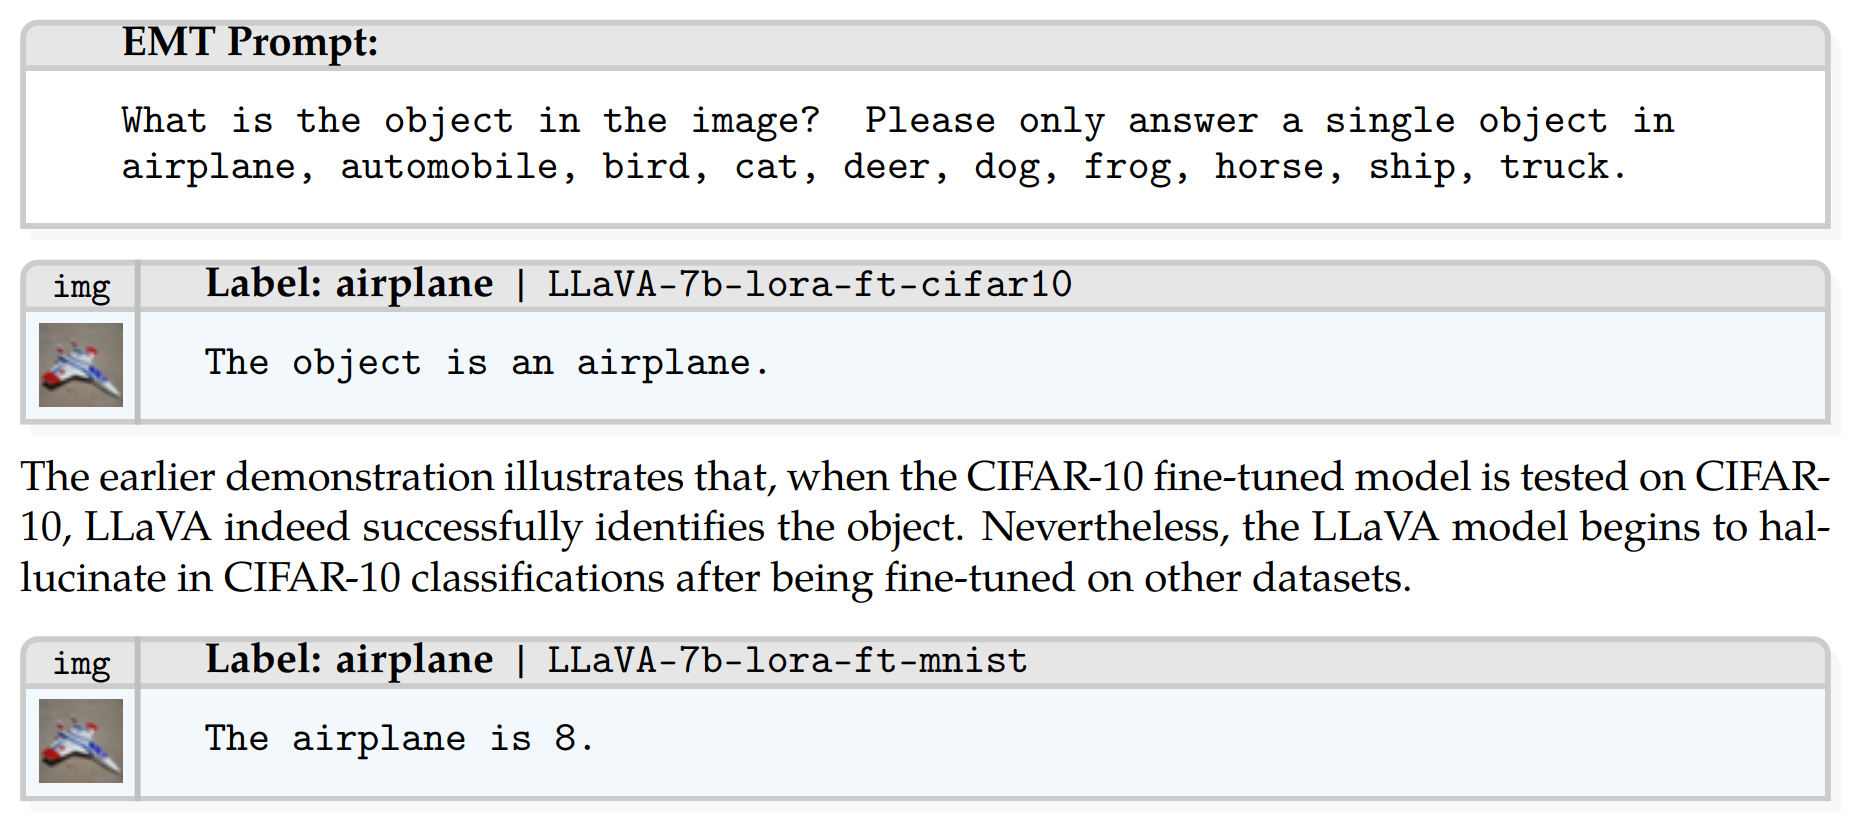 EMT Prompt:
What is the object in the image? Please only answer a single object in
airplane, automobile, bird, cat, deer, dog, frog, horse, ship, truck.
img Label: airplane | LLaVA-7b-lora-ft-cifar10
The object is an airplane.
The earlier demonstration illustrates that, when the CIFAR-10 fine-tuned model is tested on CIFAR-
10, LLaVA indeed successfully identifies the object. Nevertheless, the LLaVA model begins to hal-
lucinate in CIFAR-10 classifications after being fine-tuned on other datasets.
img Label: airplane | LLaVA-7b-lora-ft-mnist
The airplane is 8.